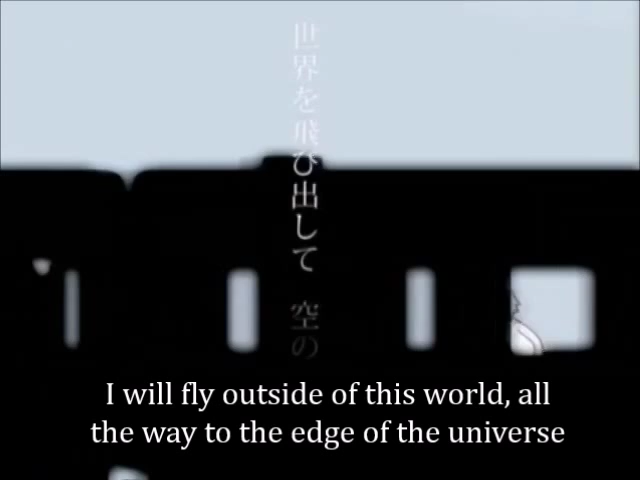 世界を飛び出して 空の
I will fly outside of this world, all
the way to the edge of the universe